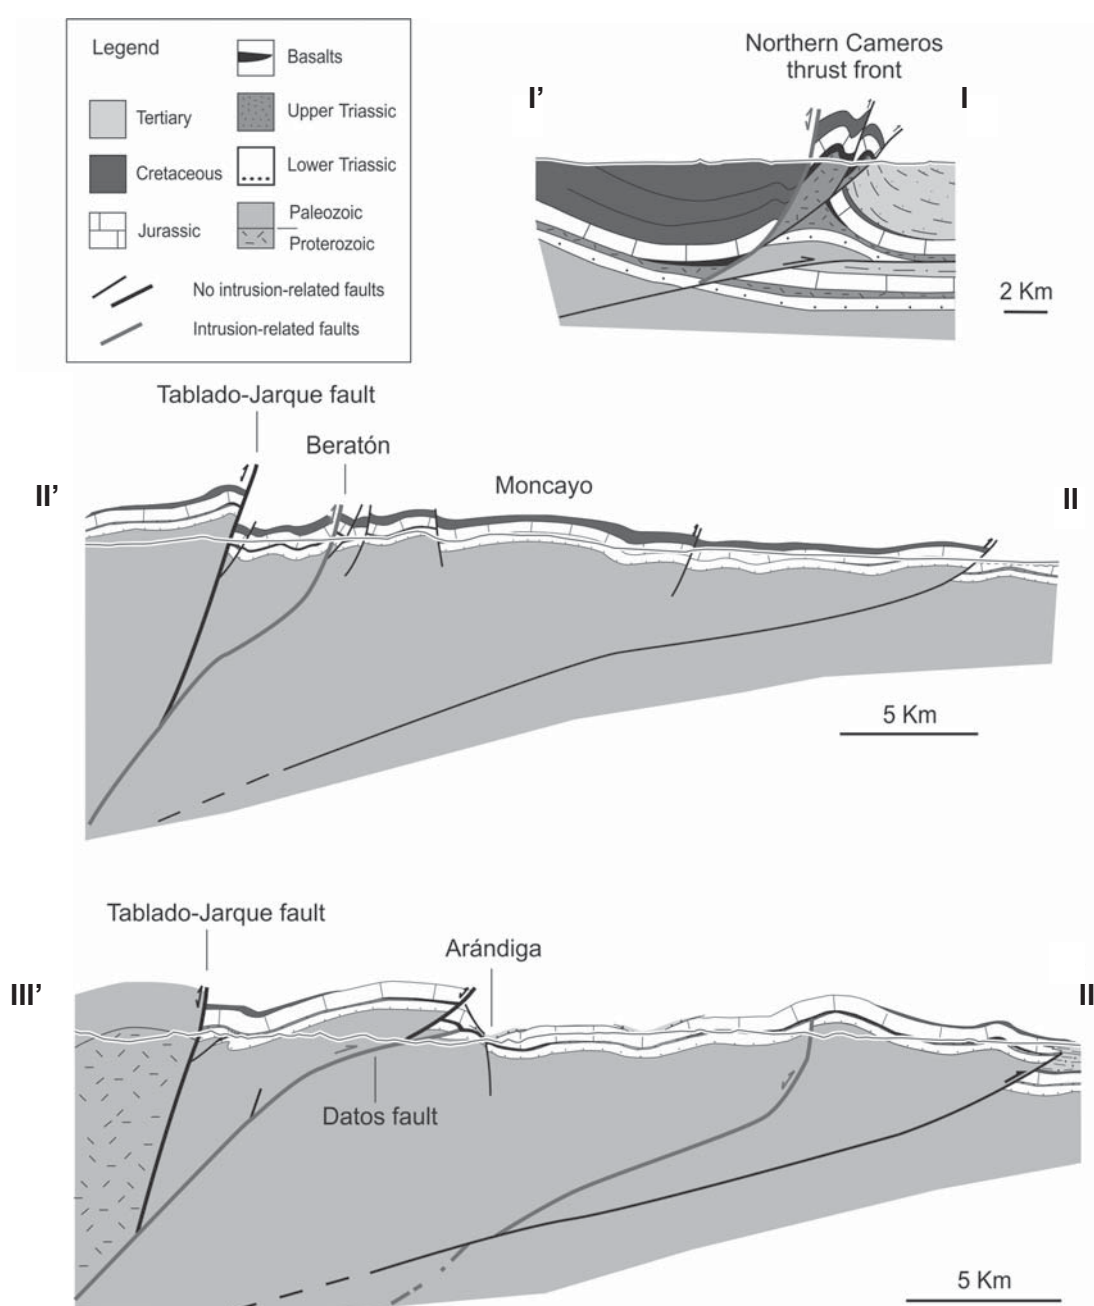 Legend
Tertiary
Cretaceous
Jurassic
Basalts
Upper Triassic
Lower Triassic
Paleozoic
Proterozoic
No intrusion-related faults
Intrusion-related faults
Northern Cameros
thrust front
I’
I
2 Km
Tablado-Jarque fault
Beratón
Moncayo
II’
II
5 Km
Tablado-Jarque fault
Arándiga
III’
II
Datos fault
5 Km